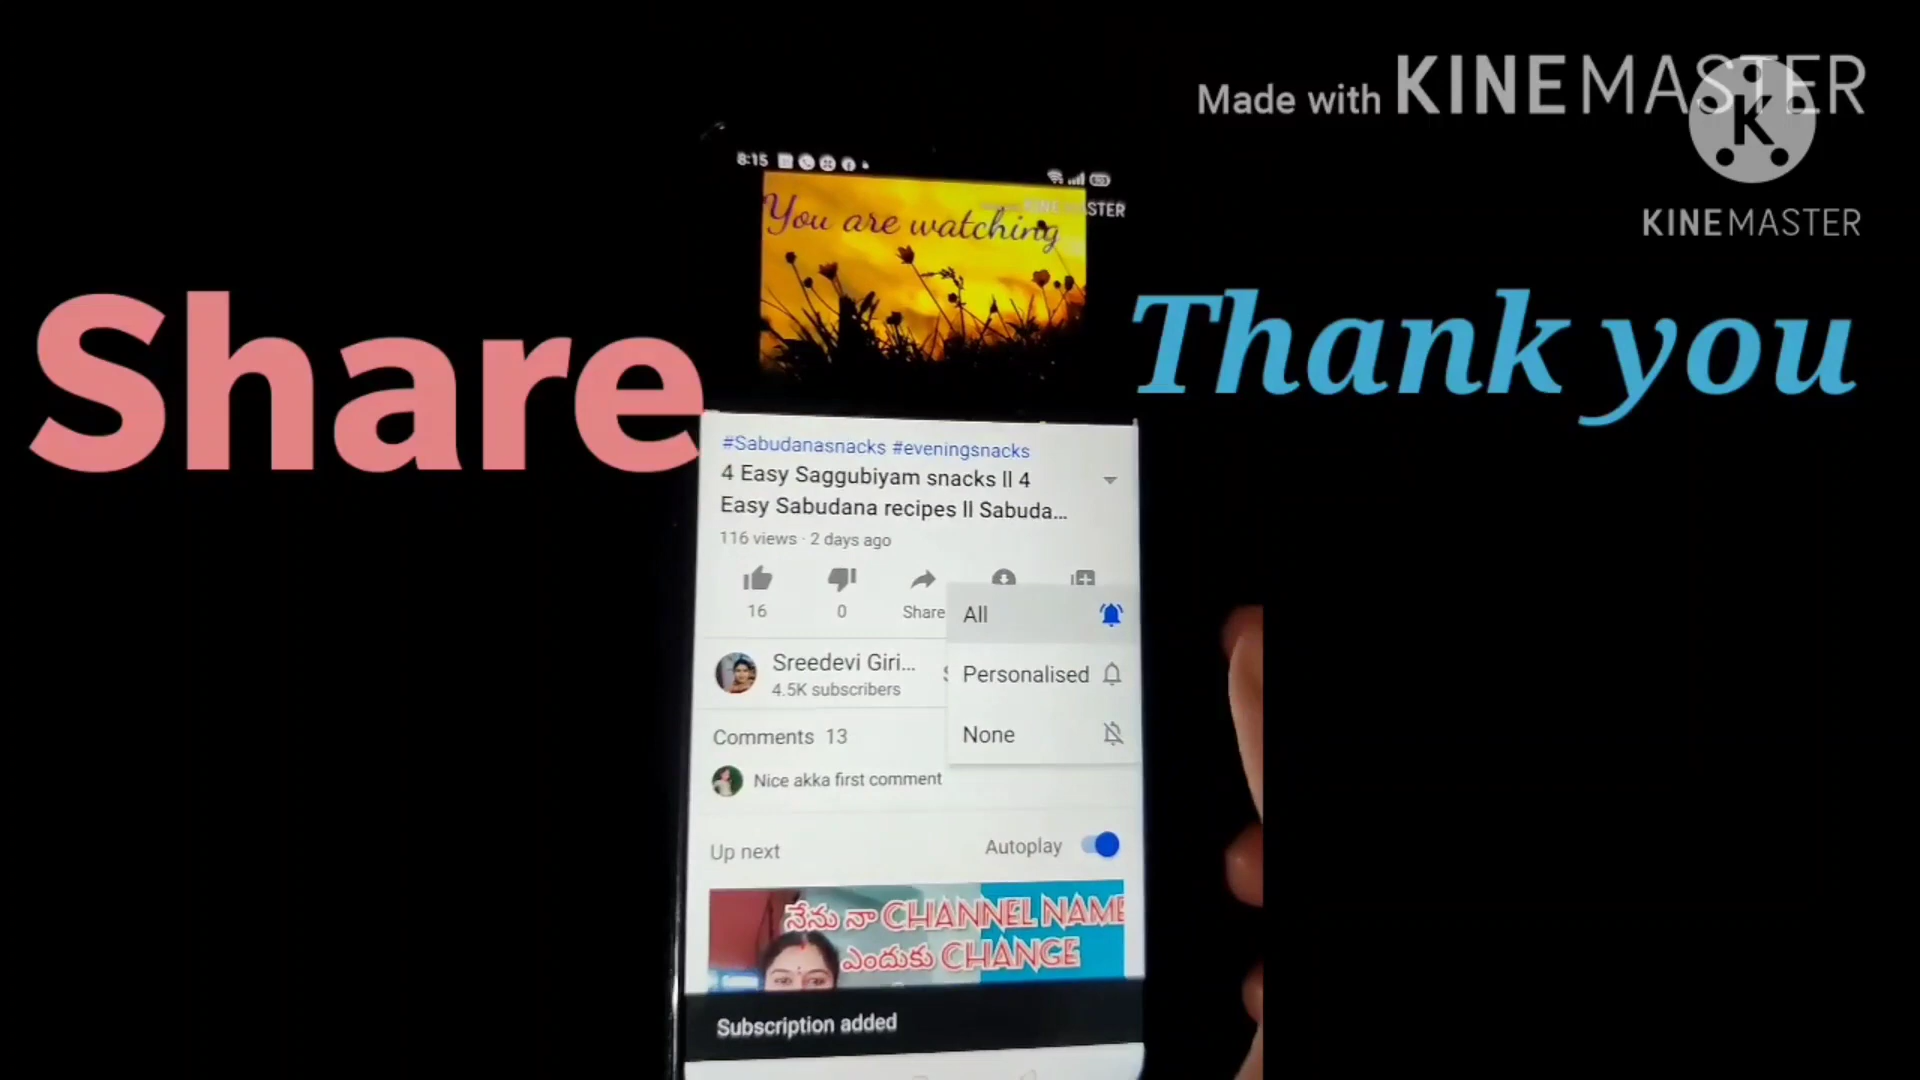 Made with KINEMASTER
K
KINEMASTER
8:15
You are watching
Share
Thank you
#Sabudanasnacks #eveningsnacks
4 Easy Saggubiyam snacks ll 4
Easy Sabudana recipes ll Sabuda...
116 views · 2 days ago
16
0
Share
All
Personalised
None
Sreedevi Giri...
4.5K subscribers
Comments 13
Nice akka first comment
Up next
Autoplay
నేను నా CHANNEL NAME
ఎందుకు CHANGE
Subscription added